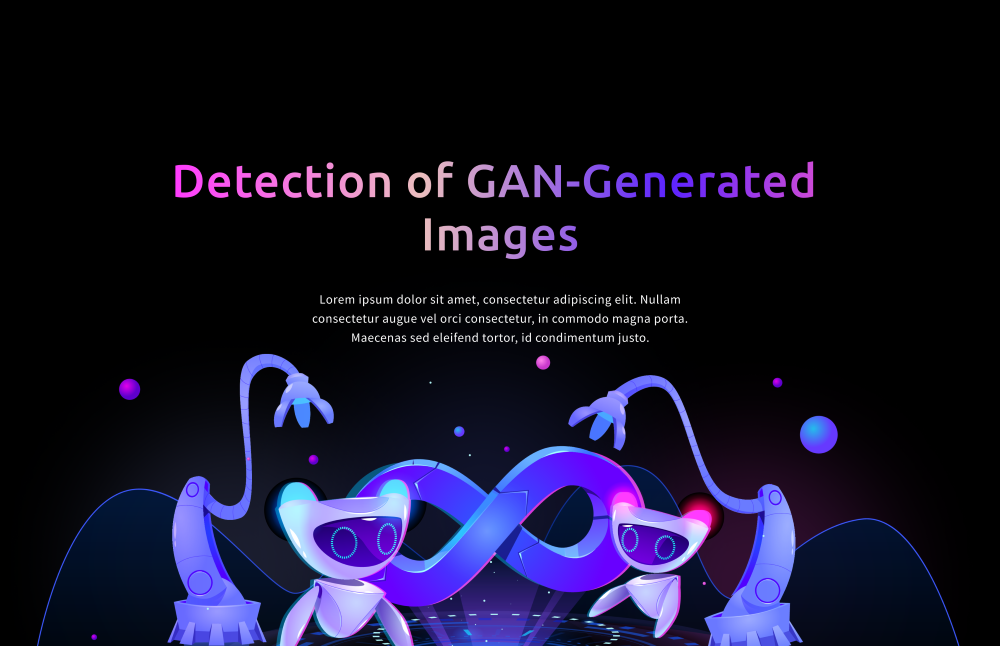 Detection of GAN-Generated
Images
Lorem ipsum dolor sit amet, consectetur adipiscing elit. Nullam
consectetur augue vel orci consectetur, in commodo magna porta.
Maecenas sed eleifend tortor, id condimentum justo.